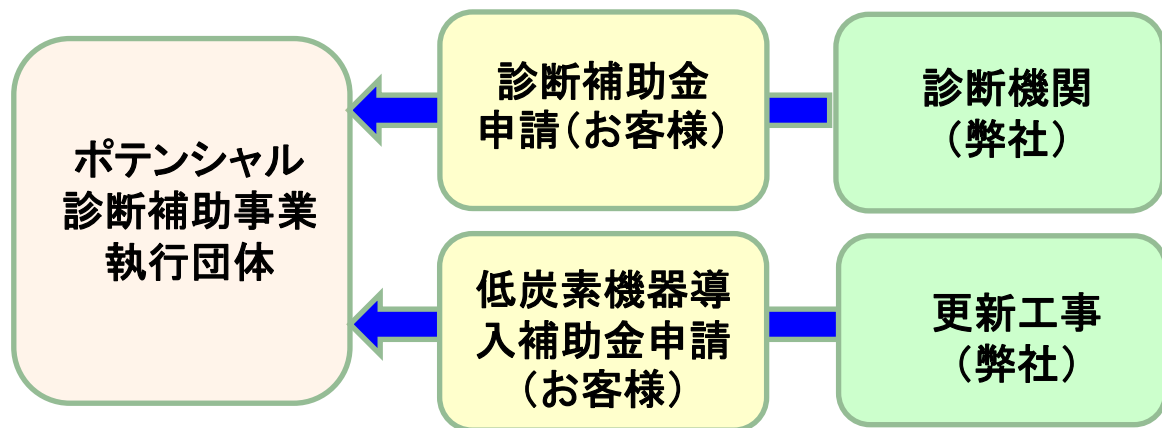 ポテンシャル
診断補助事業
執行団体
診断補助金
申請(お客様)
診断機関
(弊社)
低炭素機器導
入補助金申請
(お客様)
更新工事
(弊社)